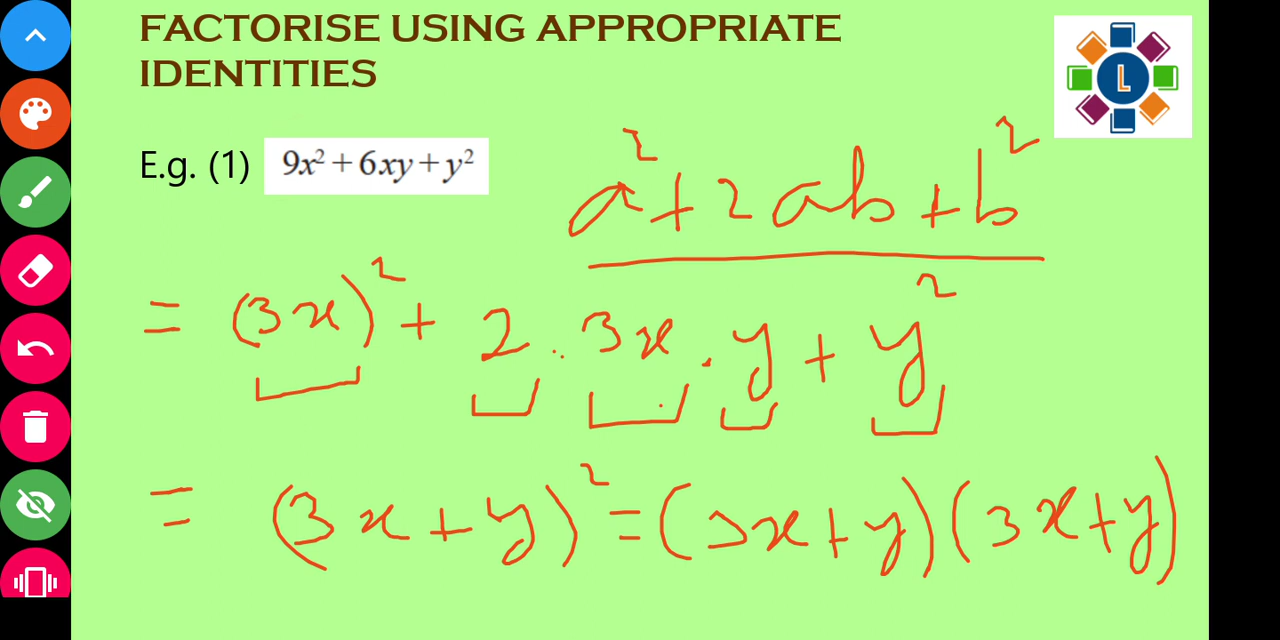 FACTORISE USING APPROPRIATE
IDENTITIES
L
E.g. (1) 9x² + 6xy + y²
a² + 2ab + b²
= (3x)² + 2 . 3x . y + y²
= (3x + y)² = (3x + y)(3x + y)